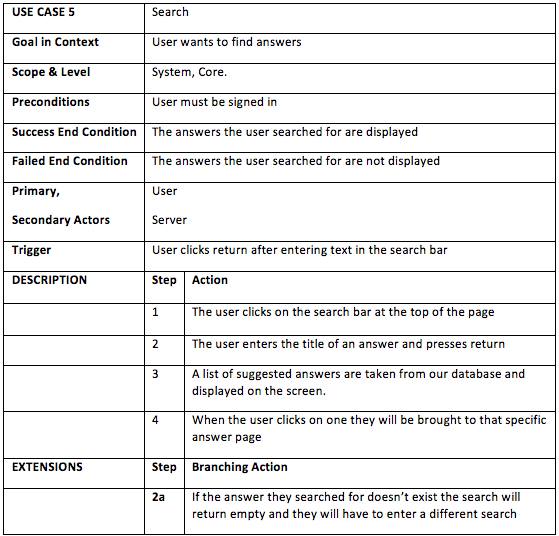 USE CASE 5 Search
Goal in Context User wants to find answers
Scope & Level System, Core.
Preconditions User must be signed in
Success End Condition The answers the user searched for are displayed
Failed End Condition The answers the user searched for are not displayed
Primary, User
Secondary Actors Server
Trigger User clicks return after entering text in the search bar
DESCRIPTION Step Action
1 The user clicks on the search bar at the top of the page
2 The user enters the title of an answer and presses return
3 A list of suggested answers are taken from our database and
displayed on the screen.
4 When the user clicks on one they will be brought to that specific
answer page
EXTENSIONS Step Branching Action
2a If the answer they searched for doesn't exist the search will
return empty and they will have to enter a different search